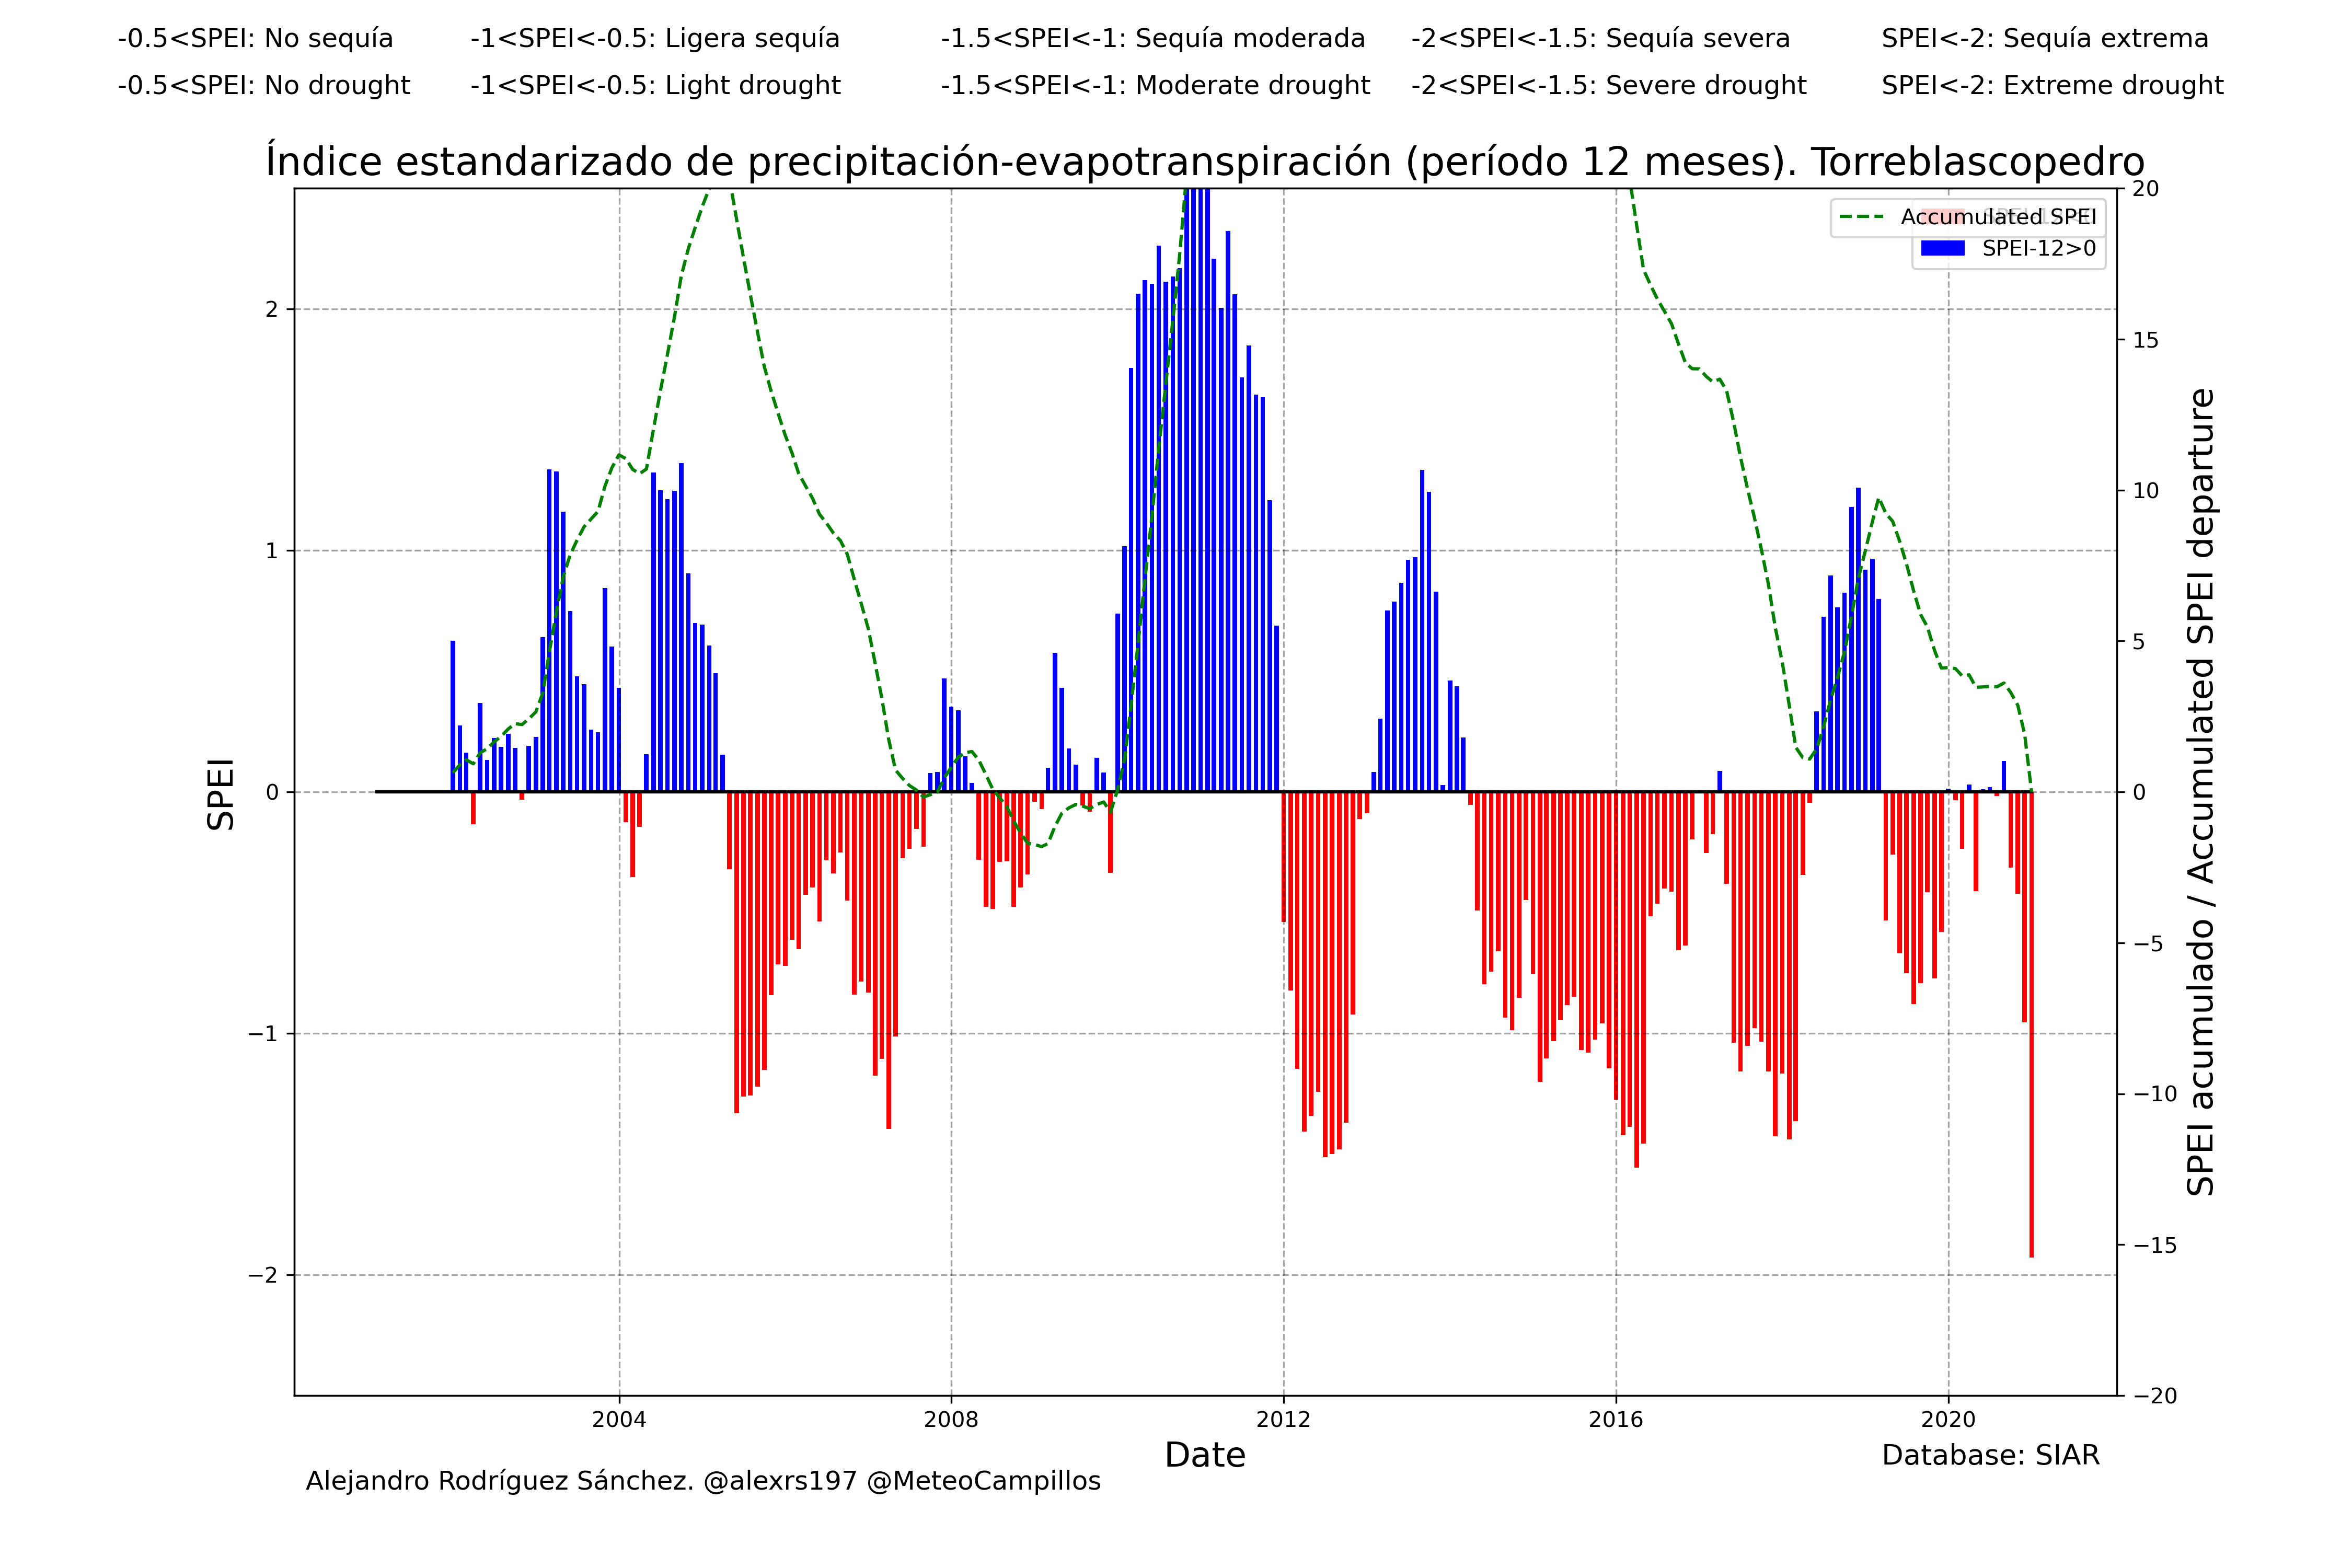 -0.5<SPEI: No sequía
-1<SPEI<-0.5: Ligera sequía
-1.5<SPEI<-1: Sequía moderada
-2<SPEI<-1.5: Sequía severa
SPEI<-2: Sequía extrema
-0.5<SPEI: No drought
-1<SPEI<-0.5: Light drought
-1.5<SPEI<-1: Moderate drought
-2<SPEI<-1.5: Severe drought
SPEI<-2: Extreme drought
Índice estandarizado de precipitación-evapotranspiración (período 12 meses). Torreblascopedro
Accumulated SPEI
SPEI-12>0
SPEI
2
1
0
−1
−2
20
15
10
5
0
−5
−10
−15
−20
SPEI acumulado / Accumulated SPEI departure
2004
2008
2012
2016
2020
Date
Database: SIAR
Alejandro Rodríguez Sánchez. @alexrs197 @MeteoCampillos